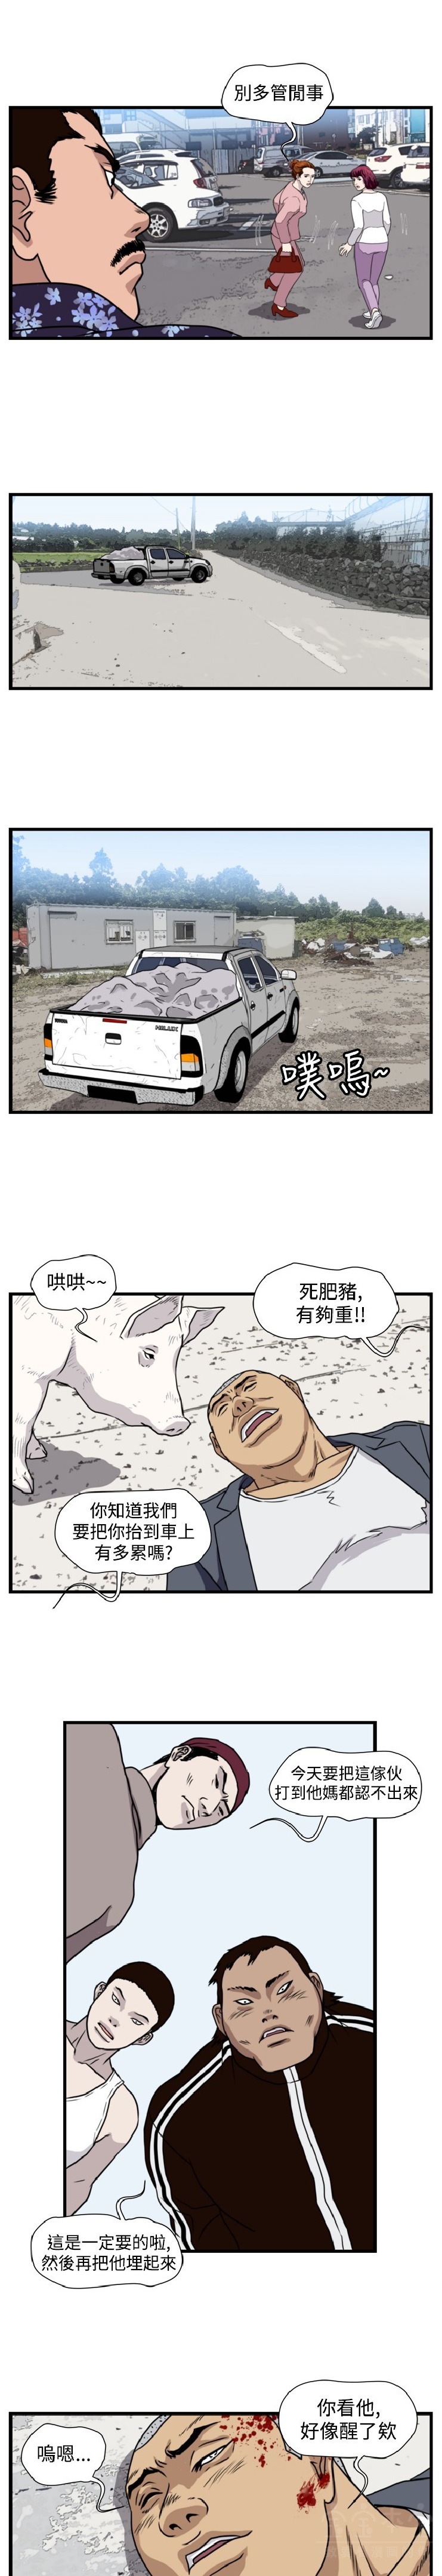 別多管閒事
HILUX
噗嗚~
哄哄~~
死肥豬,
有夠重!!
你知道我們
要把你抬到車上
有多累嗎?
今天要把這傢伙
打到他媽都認不出來
這是一定要的啦,
然後再把他埋起來
你看他,
好像醒了欸
嗚嗯...